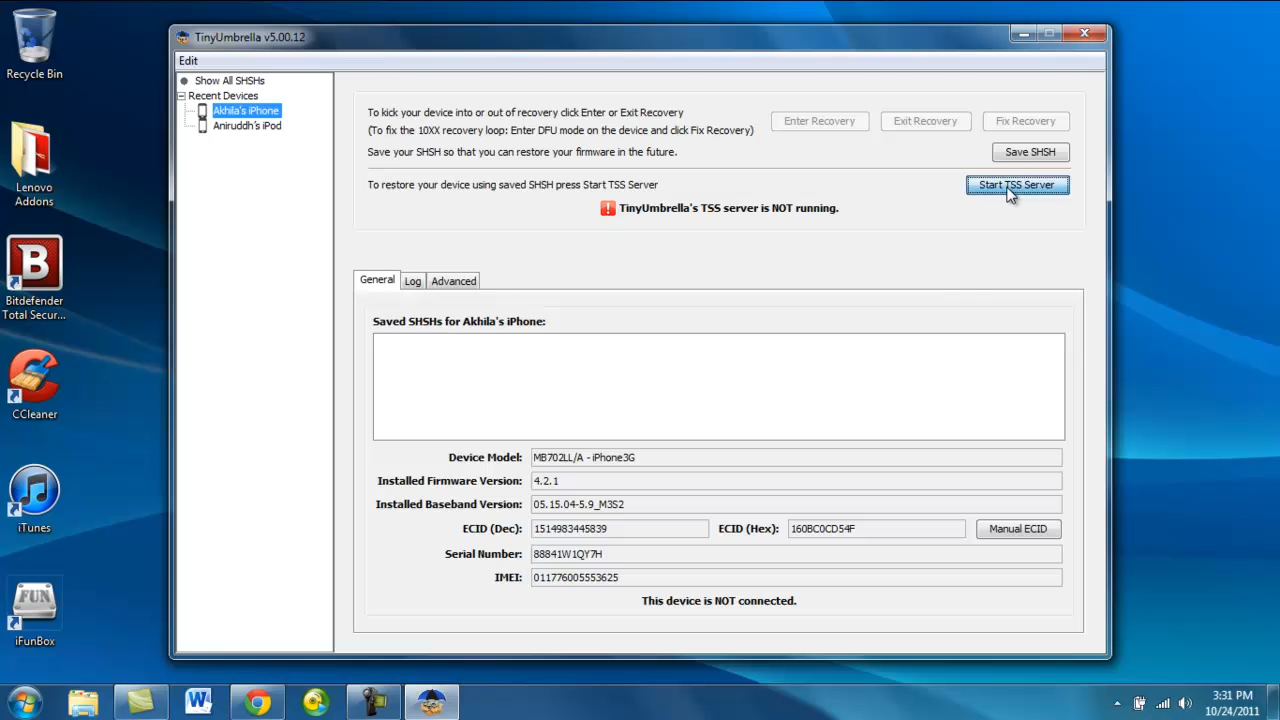 Recycle Bin
Lenovo
Addons
B
Bitdefender
Total Secur...
CCleaner
iTunes
FUN
iFunBox
TinyUmbrella v5.00.12
Edit
Show All SHSHs
Recent Devices
Akhila's iPhone
Aniruddh's iPod
To kick your device into or out of recovery click Enter or Exit Recovery
(To fix the 10XX recovery loop: Enter DFU mode on the device and click Fix Recovery)
Enter Recovery
Exit Recovery
Fix Recovery
Save your SHSH so that you can restore your firmware in the future.
Save SHSH
To restore your device using saved SHSH press Start TSS Server
Start TSS Server
TinyUmbrella's TSS server is NOT running.
General
Log
Advanced
Saved SHSHs for Akhila's iPhone:
Device Model: MB702LL/A - iPhone3G
Installed Firmware Version: 4.2.1
Installed Baseband Version: 05.15.04-5.9_M3S2
ECID (Dec): 1514983445839 ECID (Hex): 160BC0CD54F Manual ECID
Serial Number: 88841W1QY7H
IMEI: 011776005553625
This device is NOT connected.
3:31 PM
10/24/2011